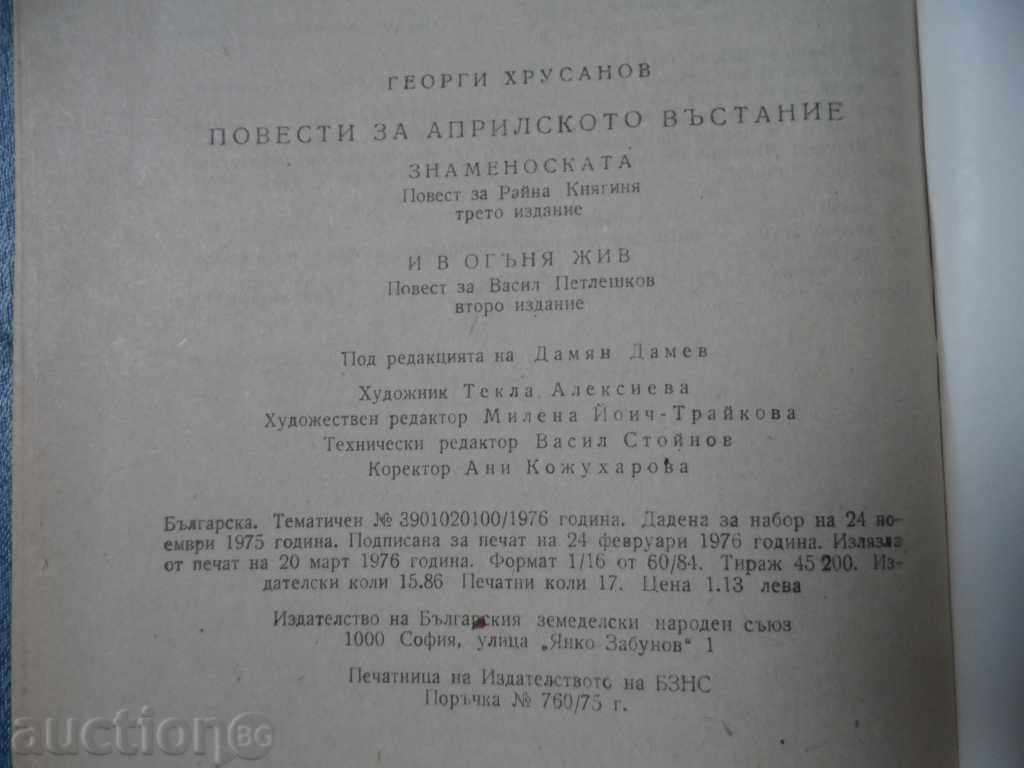 ГЕОРГИ ХРУСАНОВ
ПОВЕСТИ ЗА АПРИЛСКОТО ВЪСТАНИЕ
ЗНАМЕНОСКАТА
Повест за Райна Княгиня
трето издание
И В ОГЪНЯ ЖИВ
Повест за Васил Петлешков
второ издание
Под редакцията на Дамян Дамев
Художник Текла Алексиева
Художествен редактор Милена Йоич-Трайкова
Технически редактор Васил Стойнов
Коректор Ани Кожухарова
Българска. Тематичен № 3901020100/1976 година. Дадена за набор на 24 но-
ември 1975 година. Подписана за печат на 24 февруари 1976 година. Излязла
от печат на 20 март 1976 година. Формат 1/16 от 60/84. Тираж 45 200. Из-
дателски коли 15.86 Печатни коли 17. Цена 1.13 лева
Издателство на Българския земеделски народен съюз
1000 София, улица „Янко Забунов“ 1
Печатница на Издателството на БЗНС
Поръчка № 760/75 г.
auctionBG